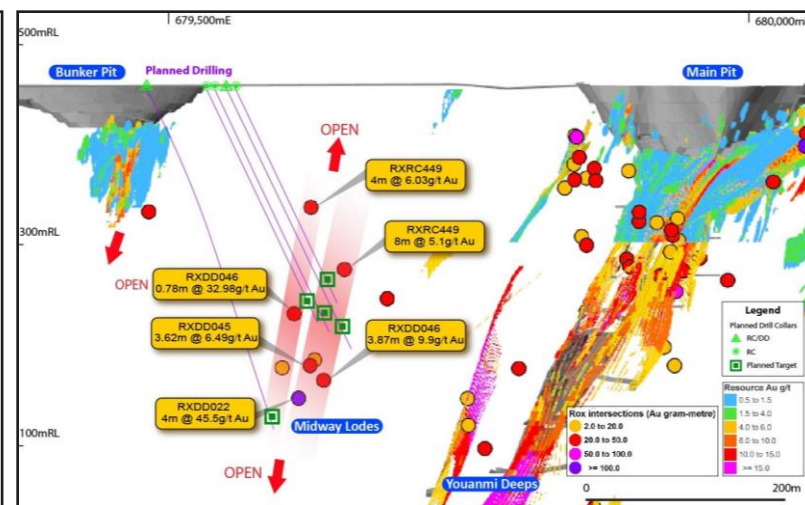 679,500mE
680,000m
500mRL
Bunker Pit
Planned Drilling
Main Pit
OPEN
RXRC449
4m @ 6.03g/t Au
300mRL
RXRC449
8m @ 5.1g/t Au
OPEN
RXDD046
0.78m @ 32.98g/t Au
RXDD045
3.62m @ 6.49g/t Au
RXDD046
3.87m @ 9.9g/t Au
RXDD022
4m @ 45.5g/t Au
Midway Lodes
100mRL
OPEN
Youanmi Deeps
Legend
Planned Drill Collars
RC/DD
RC
Planned Target
Resource Au g/t
0.5 to 1.5
1.5 to 4.0
4.0 to 6.0
6.0 to 10.0
10.0 to 15.0
>= 15.0
Rox intersections (Au gram-metre)
2.0 to 20.0
20.0 to 50.0
50.0 to 100.0
>= 100.0
0
200m